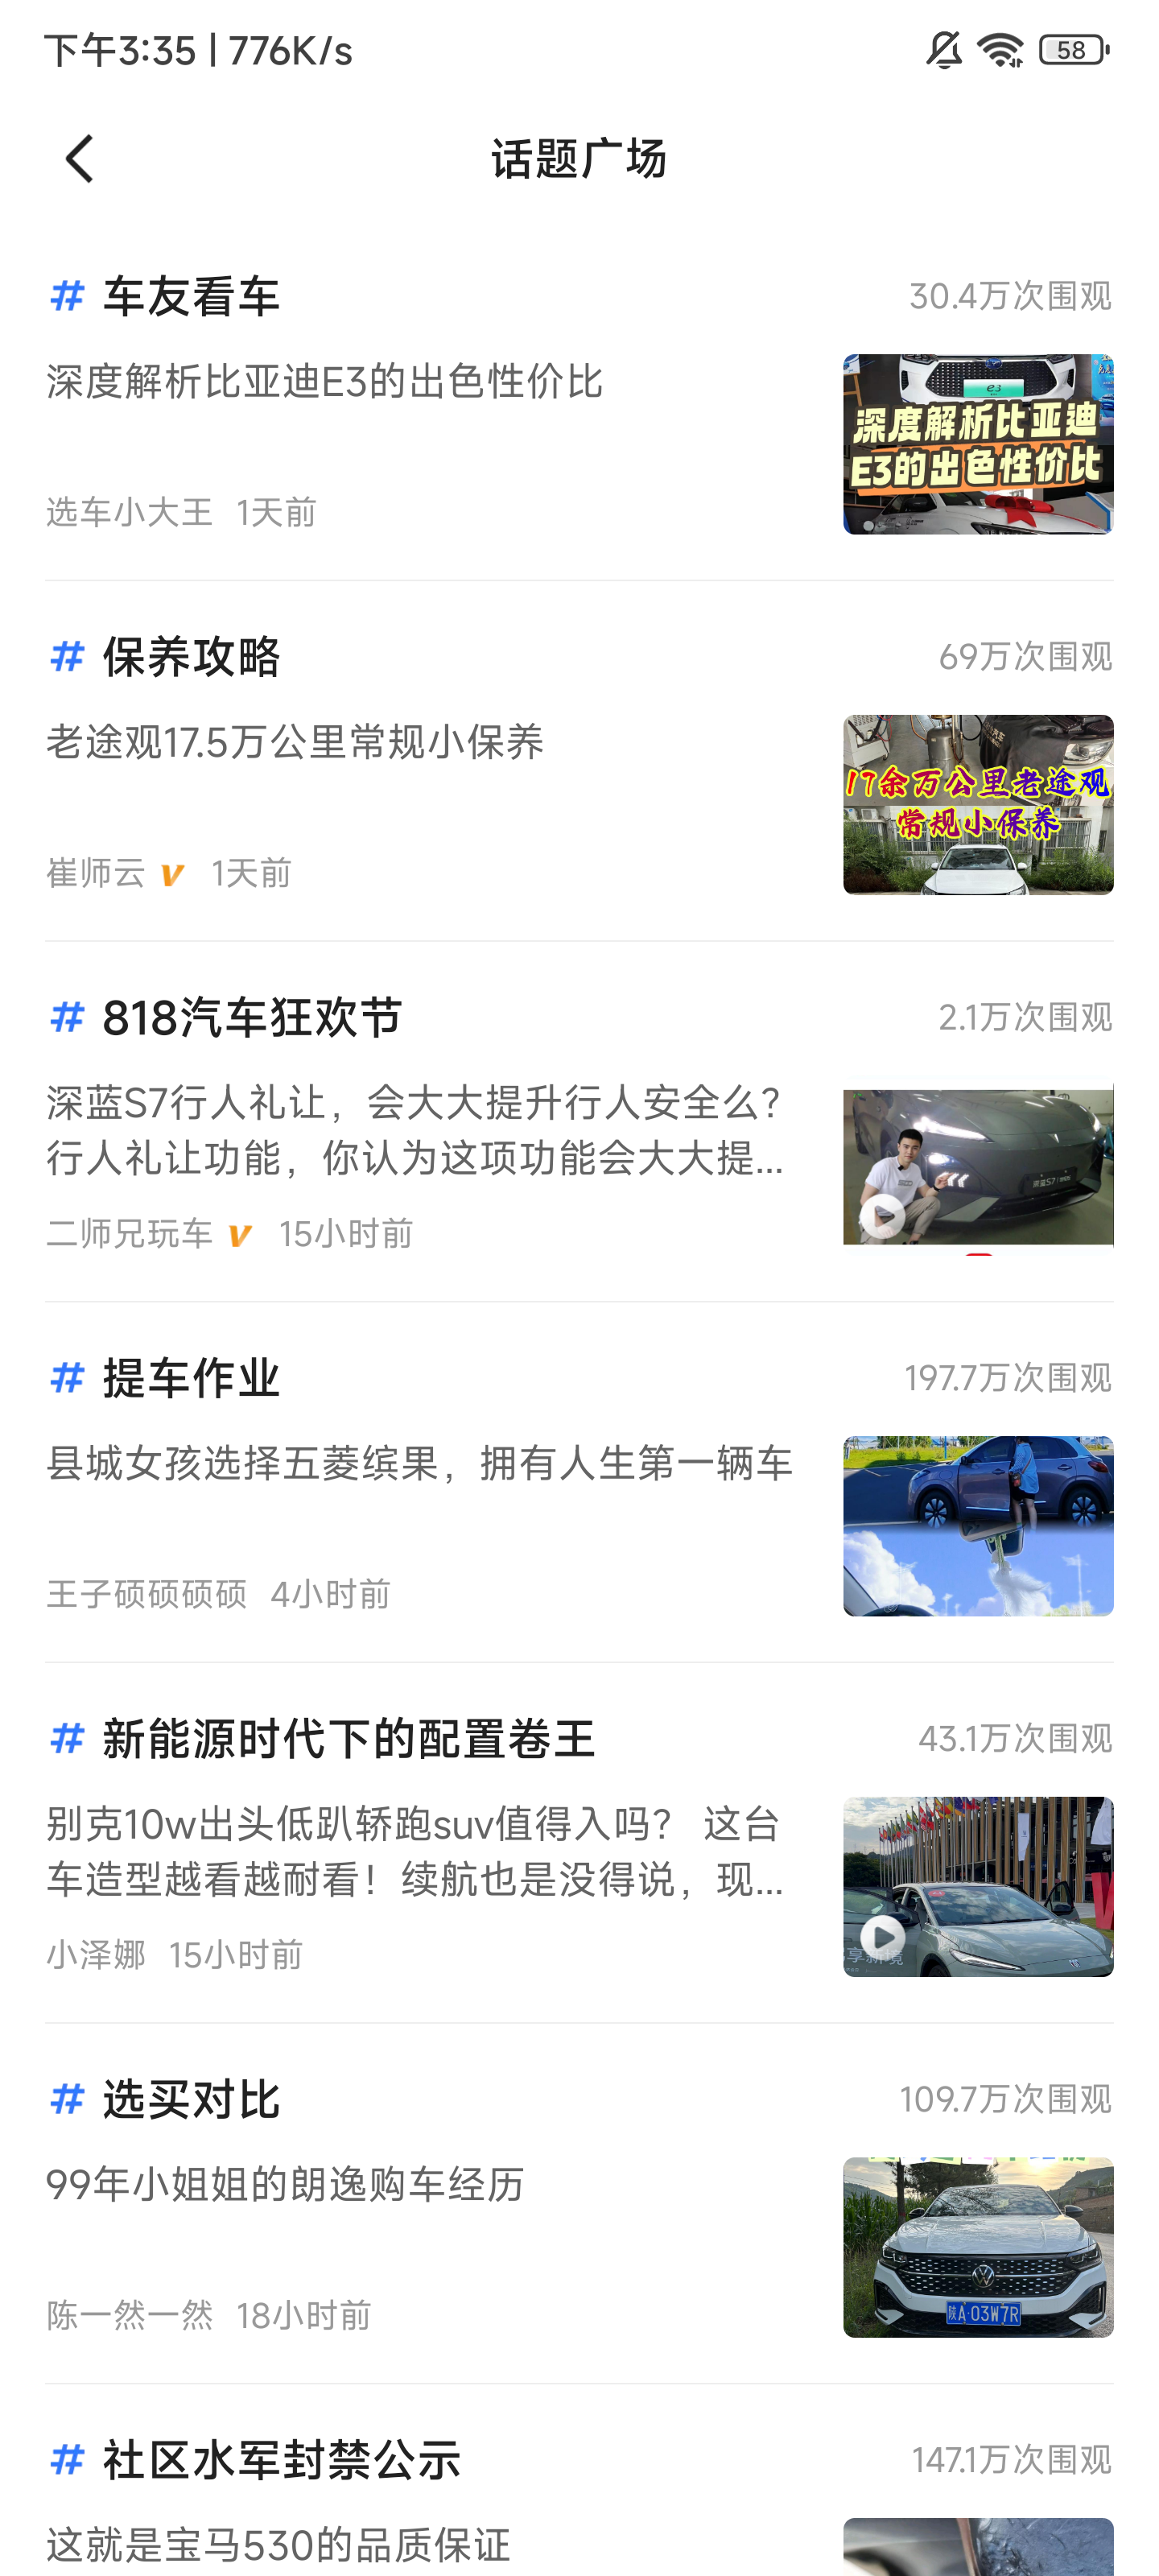 下午3:35 | 776K/s
58
话题广场
# 车友看车
30.4万次围观
深度解析比亚迪E3的出色性价比
e3
深度解析比亚迪
E3的出色性价比
选车小大王 1天前
# 保养攻略
69万次围观
老途观17.5万公里常规小保养
17余万公里老途观
常规小保养
崔师云 V 1天前
# 818汽车狂欢节
2.1万次围观
深蓝S7行人礼让，会大大提升行人安全么？
行人礼让功能，你认为这项功能会大大提...
深蓝S7
二师兄玩车 V 15小时前
# 提车作业
197.7万次围观
县城女孩选择五菱缤果，拥有人生第一辆车
王子硕硕硕硕 4小时前
# 新能源时代下的配置卷王
43.1万次围观
别克10w出头低趴轿跑suv值得入吗？ 这台
车造型越看越耐看！续航也是没得说，现...
小泽娜 15小时前
# 选买对比
109.7万次围观
99年小姐姐的朗逸购车经历
陕A·03W7R
陈一然一然 18小时前
# 社区水军封禁公示
147.1万次围观
这就是宝马530的品质保证